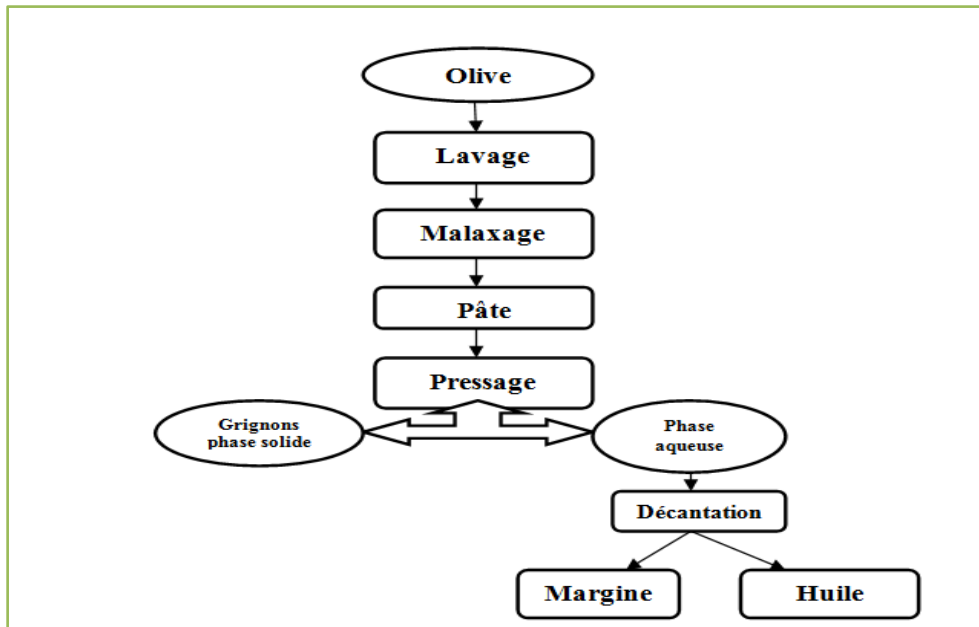 Olive
Lavage
Malaxage
Pâte
Pressage
Grignons
phase solide
Phase
aqueuse
Décantation
Margine
Huile